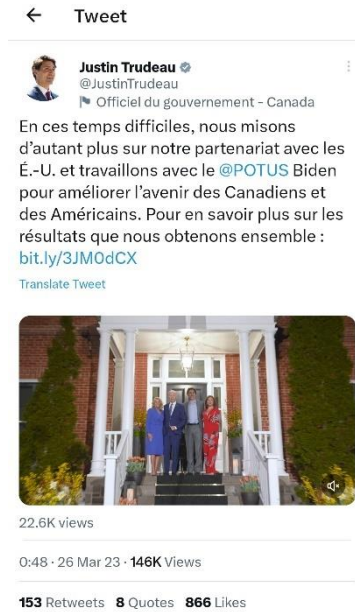 Tweet
Justin Trudeau
@JustinTrudeau
Officiel du gouvernement - Canada
En ces temps difficiles, nous misons
d'autant plus sur notre partenariat avec les
É.-U. et travaillons avec le @POTUS Biden
pour améliorer l'avenir des Canadiens et
des Américains. Pour en savoir plus sur les
résultats que nous obtenons ensemble :
bit.ly/3JM0dCX
Translate Tweet
22.6K views
0:48 · 26 Mar 23 · 146K Views
153 Retweets 8 Quotes 866 Likes